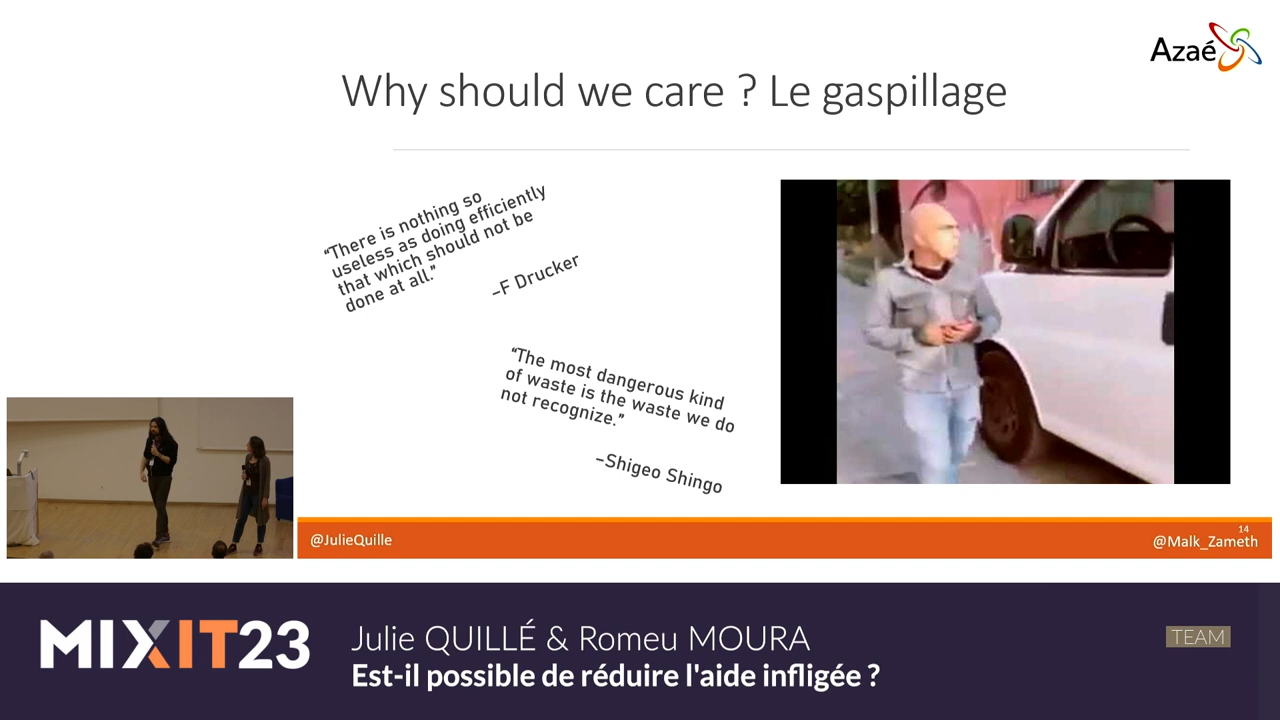 Azaé
Why should we care ? Le gaspillage
“There is nothing so
useless as doing efficiently
that which should not be
done at all.”
–F Drucker
“The most dangerous kind
of waste is the waste we do
not recognize.”
–Shigeo Shingo
14
@JulieQuille
@Malk_Zameth
MIXIT23
Julie QUILLÉ & Romeu MOURA
TEAM
Est-il possible de réduire l'aide infligée ?